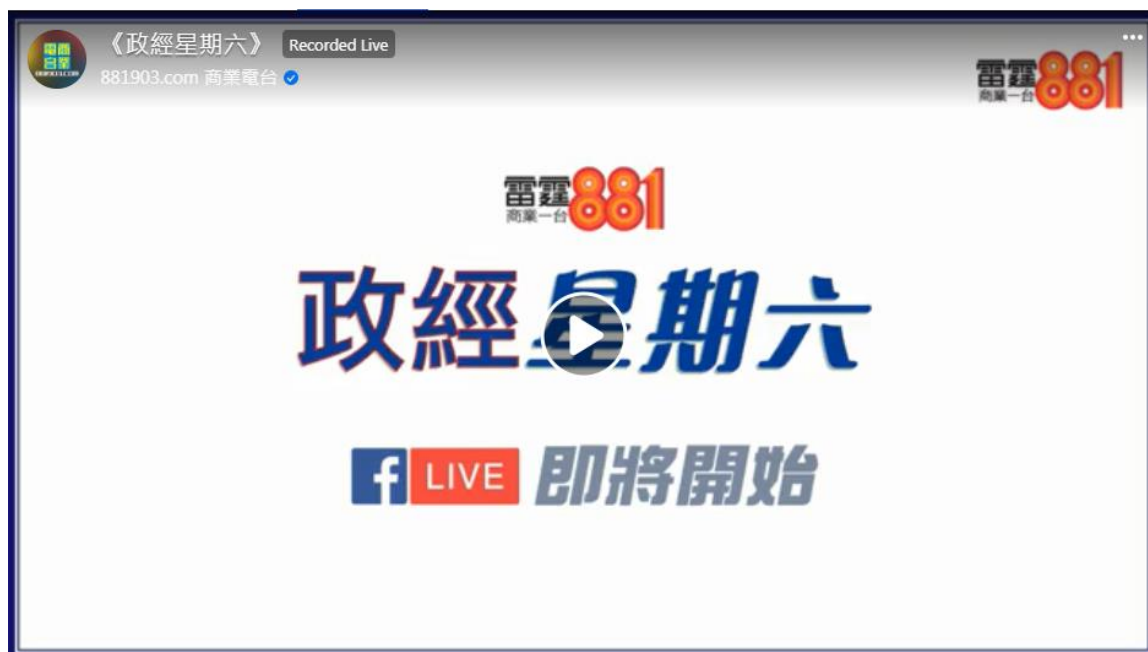 《政經星期六》 Recorded Live
881903.com 商業電台
雷霆881
商業一台
雷霆881
商業一台
政經星期六
f LIVE 即將開始